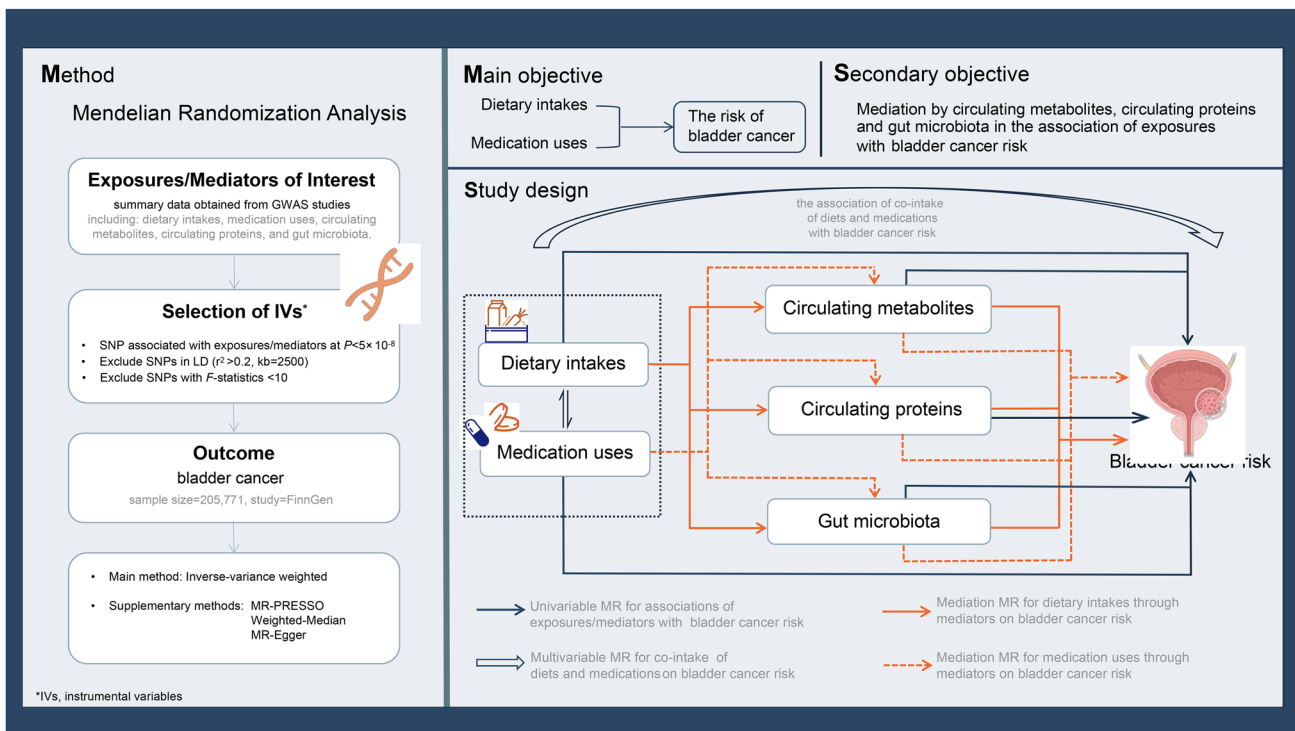 Method
Mendelian Randomization Analysis
Exposures/Mediators of Interest
summary data obtained from GWAS studies
including: dietary intakes, medication uses, circulating
metabolites, circulating proteins, and gut microbiota.
Selection of IVs*
• SNP associated with exposures/mediators at P<5× 10⁻⁸
• Exclude SNPs in LD (r² >0.2, kb=2500)
• Exclude SNPs with F-statistics <10
Outcome
bladder cancer
sample size=205,771, study=FinnGen
• Main method: Inverse-variance weighted
• Supplementary methods: MR-PRESSO
Weighted-Median
MR-Egger
*IVs, instrumental variables
Main objective
Dietary intakes
Medication uses
The risk of
bladder cancer
Secondary objective
Mediation by circulating metabolites, circulating proteins
and gut microbiota in the association of exposures
with bladder cancer risk
Study design
the association of co-intake
of diets and medications
with bladder cancer risk
Dietary intakes
Medication uses
Circulating metabolites
Circulating proteins
Gut microbiota
Bladder cancer risk
Univariable MR for associations of
exposures/mediators with bladder cancer risk
Multivariable MR for co-intake of
diets and medications on bladder cancer risk
Mediation MR for dietary intakes through
mediators on bladder cancer risk
Mediation MR for medication uses through
mediators on bladder cancer risk